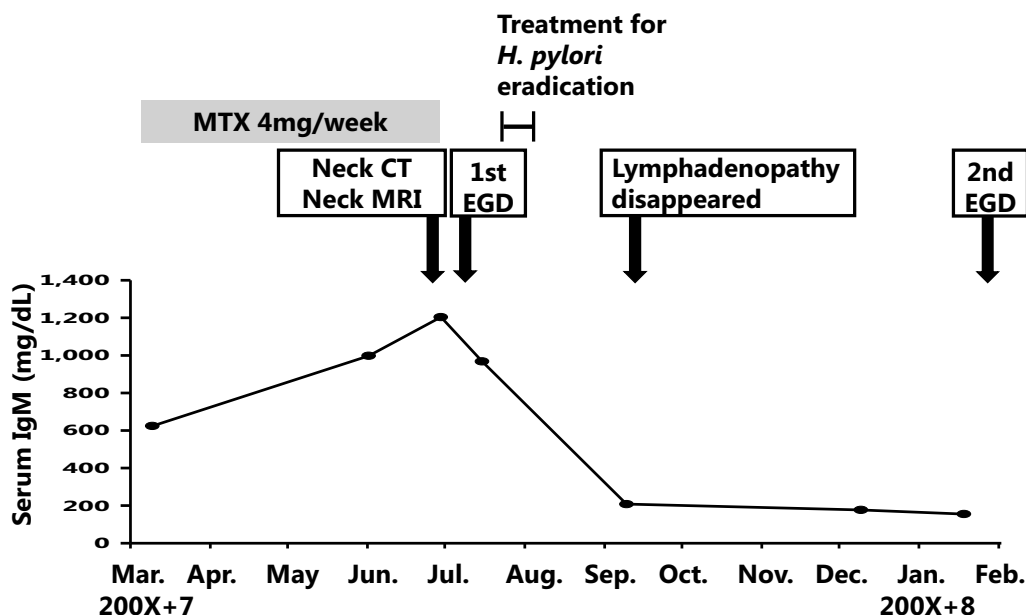 Treatment for
H. pylori
eradication
MTX 4mg/week
Neck CT
Neck MRI
1st
EGD
Lymphadenopathy
disappeared
2nd
EGD
Serum IgM (mg/dL)
1,400
1,200
1,000
800
600
400
200
0
Mar. Apr. May Jun. Jul. Aug. Sep. Oct. Nov. Dec. Jan. Feb.
200X+7 200X+8